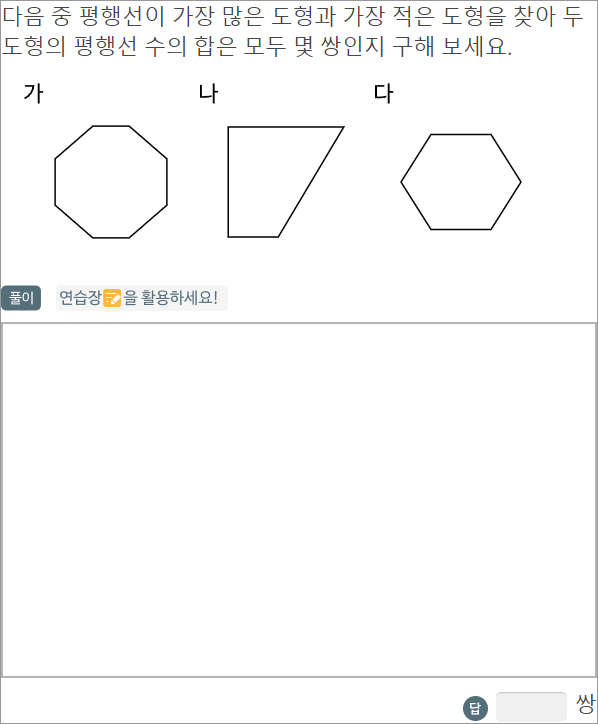 다음 중 평행선이 가장 많은 도형과 가장 적은 도형을 찾아 두
도형의 평행선 수의 합은 모두 몇 쌍인지 구해 보세요.
가 나 다
풀이 연습장을 활용하세요!
답 쌍